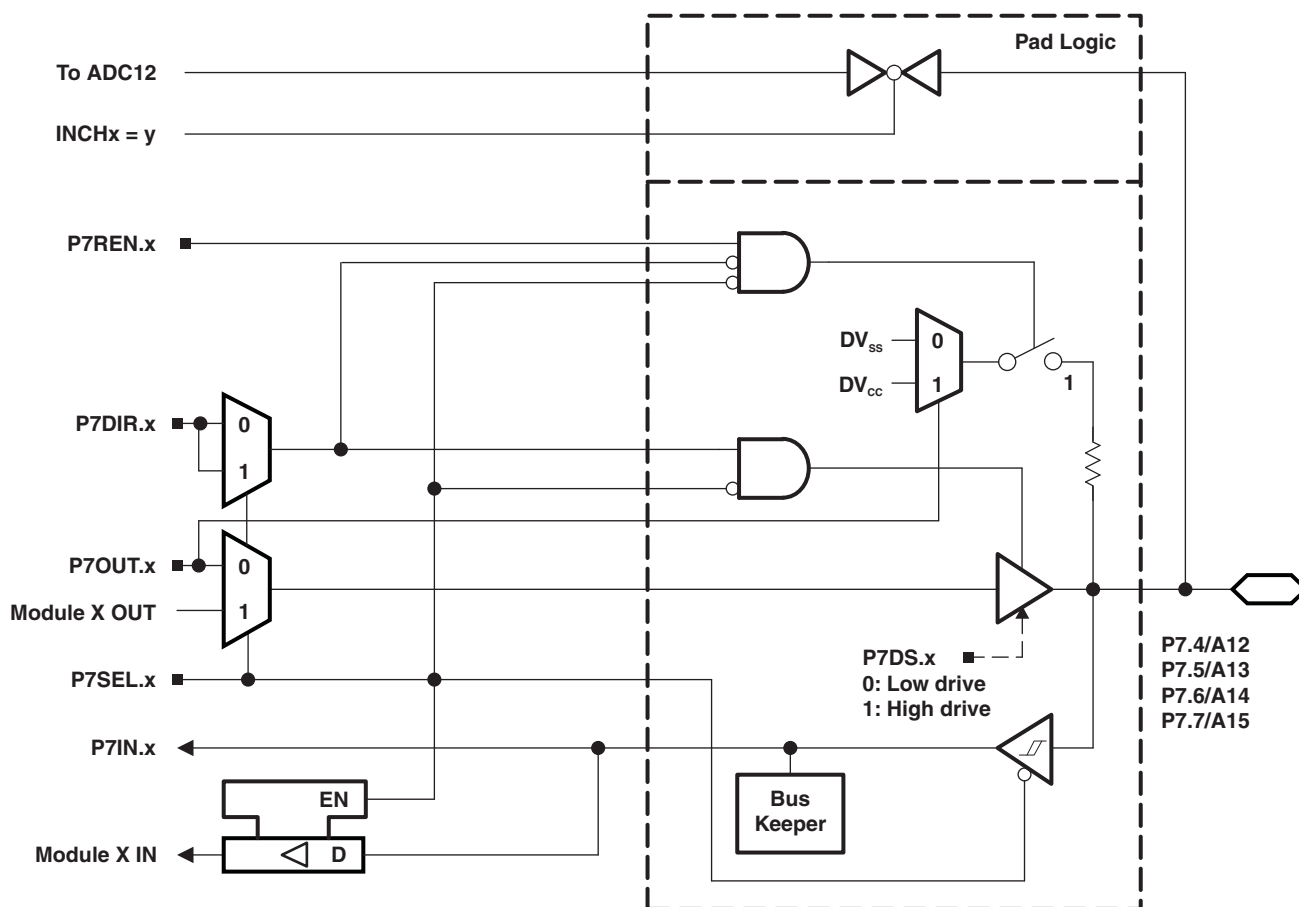 Pad Logic
To ADC12
INCHx = y
P7REN.x
DVSS
0
DVCC
1
1
P7DIR.x
0
1
P7OUT.x
0
Module X OUT
1
P7SEL.x
P7DS.x
0: Low drive
1: High drive
P7.4/A12
P7.5/A13
P7.6/A14
P7.7/A15
P7IN.x
EN
Bus
Keeper
Module X IN
D